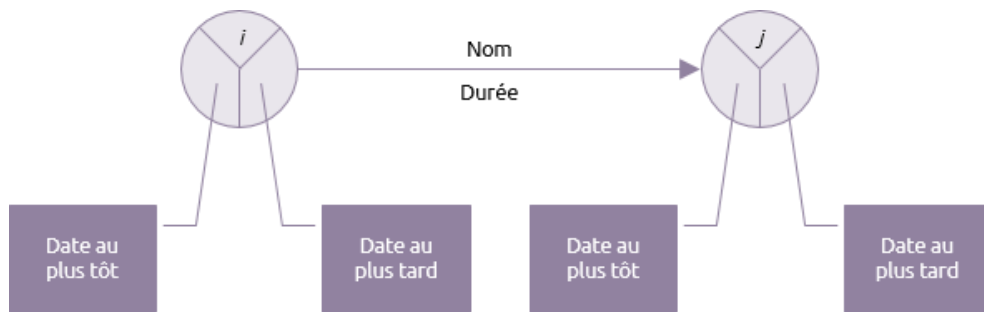 i
Nom
j
Durée
Date au
plus tôt
Date au
plus tard
Date au
plus tôt
Date au
plus tard